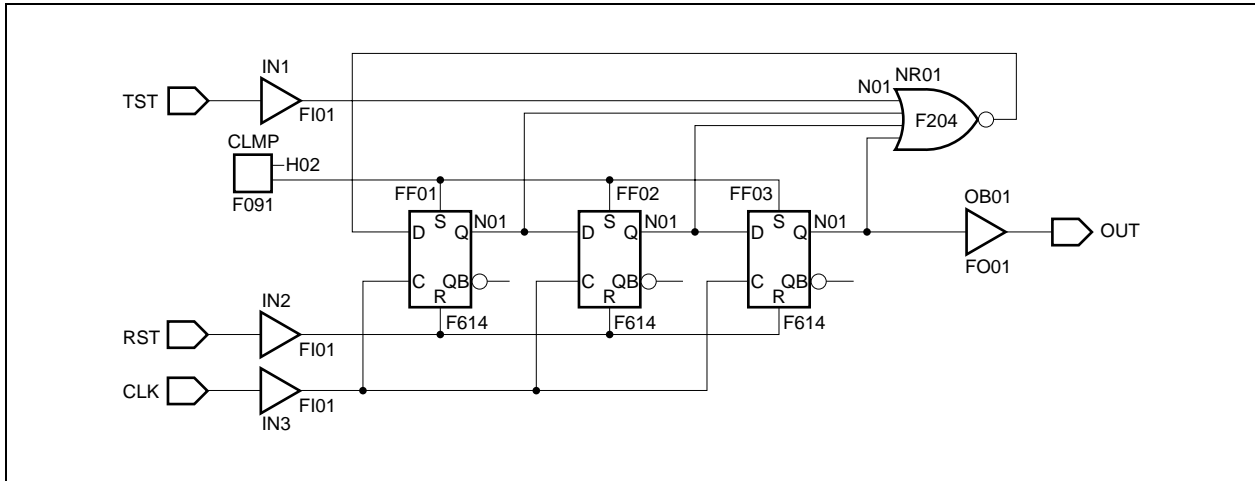 IN1
TST
FI01
NR01
N01
F204
CLMP
H02
F091
FF01
FF02
FF03
S
S
S
D
Q
N01
D
Q
N01
D
Q
N01
C
QB
C
QB
C
QB
R
R
R
F614
F614
F614
OB01
OUT
FO01
IN2
RST
FI01
CLK
FI01
IN3